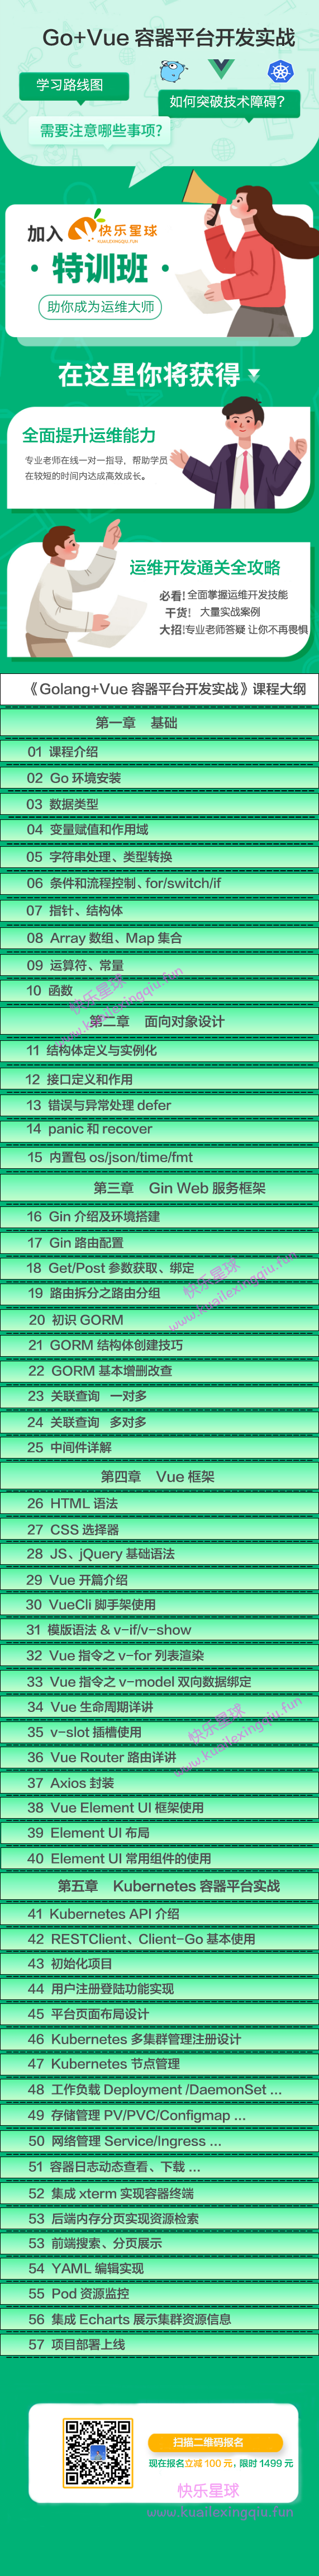 Go+Vue 容器平台开发实战
学习路线图
如何突破技术障碍?
需要注意哪些事项?
加入 快乐星球
KUAILEXINGQIU.FUN
·特训班·
助你成为运维大师
在这里你将获得
全面提升运维能力
专业老师在线一对一指导，帮助学员
在较短的时间内达成高效成长。
运维开发通关全攻略
必看!全面掌握运维开发技能
干货! 大量实战案例
大招!专业老师答疑 让你不再畏惧
《Golang+Vue 容器平台开发实战》课程大纲
第一章 基础
01 课程介绍
02 Go 环境安装
03 数据类型
04 变量赋值和作用域
05 字符串处理、类型转换
06 条件和流程控制、for/switch/if
07 指针、结构体
08 Array 数组、Map 集合
09 运算符、常量
10 函数
快乐星球
www.kuailexingqiu.fun
第二章 面向对象设计
11 结构体定义与实例化
12 接口定义和作用
13 错误与异常处理 defer
14 panic 和 recover
15 内置包 os/json/time/fmt
第三章 Gin Web 服务框架
16 Gin 介绍及环境搭建
17 Gin 路由配置
18 Get/Post 参数获取、绑定
快乐星球
www.kuailexingqiu.fun
19 路由拆分之路由分组
20 初识 GORM
21 GORM 结构体创建技巧
22 GORM 基本增删改查
23 关联查询 一对多
24 关联查询 多对多
25 中间件详解
第四章 Vue 框架
26 HTML 语法
27 CSS 选择器
28 JS、jQuery 基础语法
29 Vue 开篇介绍
30 VueCli 脚手架使用
31 模版语法 & v-if/v-show
32 Vue 指令之 v-for 列表渲染
33 Vue 指令之 v-model 双向数据绑定
34 Vue 生命周期详讲
35 v-slot 插槽使用
快乐星球
www.kuailexingqiu.fun
36 Vue Router 路由详讲
37 Axios 封装
38 Vue Element UI 框架使用
39 Element UI 布局
40 Element UI 常用组件的使用
第五章 Kubernetes 容器平台实战
41 Kubernetes API 介绍
42 RESTClient、Client-Go 基本使用
43 初始化项目
44 用户注册登陆功能实现
45 平台页面布局设计
46 Kubernetes 多集群管理注册设计
47 Kubernetes 节点管理
48 工作负载 Deployment /DaemonSet ...
49 存储管理 PV/PVC/Configmap ...
50 网络管理 Service/Ingress ...
51 容器日志动态查看、下载 ...
52 集成 xterm 实现容器终端
53 后端内存分页实现资源检索
53 前端搜索、分页展示
54 YAML 编辑实现
55 Pod 资源监控
56 集成 Echarts 展示集群资源信息
57 项目部署上线
扫描二维码报名
现在报名立减 100 元，限时 1499 元
快乐星球
www.kuailexingqiu.fun